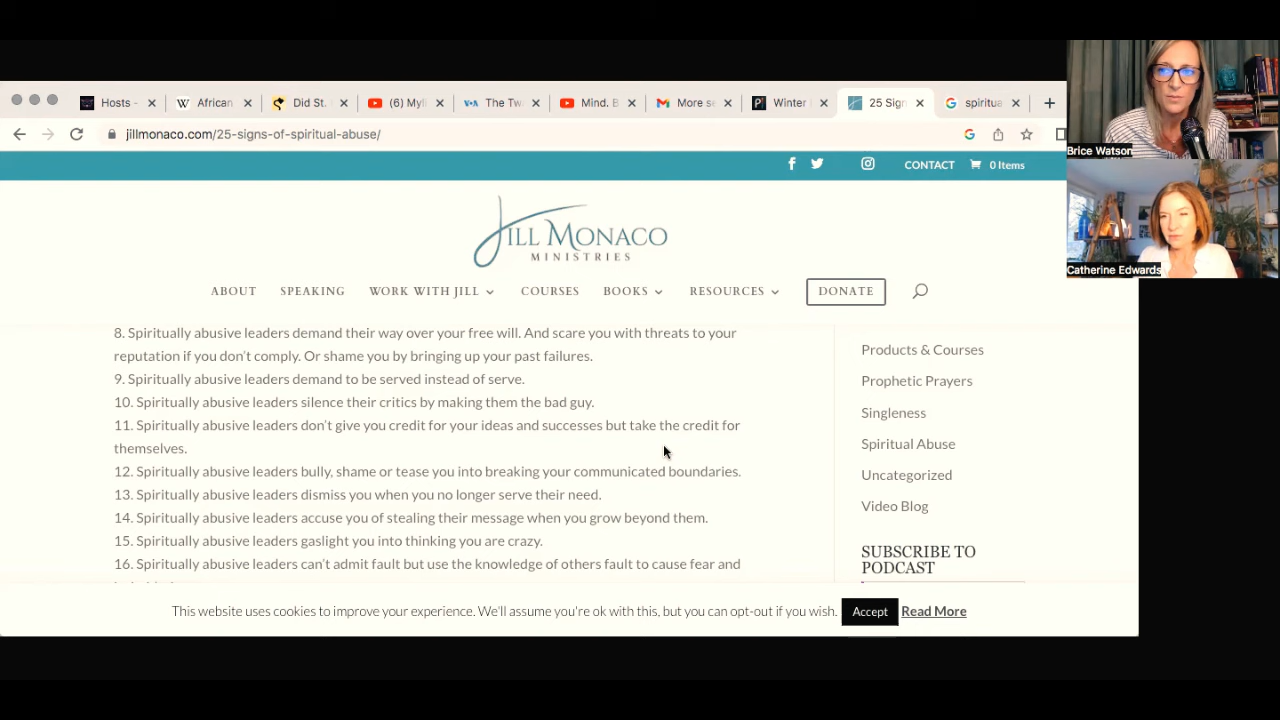 Hosts -
African
Did St.
(6) Myl
VOA
The Tw
Mind. B
More se
Winter
25 Sign
spiritua
jillmonaco.com/25-signs-of-spiritual-abuse/
CONTACT
0 Items
Brice Watson
Catherine Edwards
JILL MONACO
MINISTRIES
ABOUT
SPEAKING
WORK WITH JILL
COURSES
BOOKS
RESOURCES
DONATE
8. Spiritually abusive leaders demand their way over your free will. And scare you with threats to your
reputation if you don't comply. Or shame you by bringing up your past failures.
9. Spiritually abusive leaders demand to be served instead of serve.
10. Spiritually abusive leaders silence their critics by making them the bad guy.
11. Spiritually abusive leaders don't give you credit for your ideas and successes but take the credit for
themselves.
12. Spiritually abusive leaders bully, shame or tease you into breaking your communicated boundaries.
13. Spiritually abusive leaders dismiss you when you no longer serve their need.
14. Spiritually abusive leaders accuse you of stealing their message when you grow beyond them.
15. Spiritually abusive leaders gaslight you into thinking you are crazy.
16. Spiritually abusive leaders can't admit fault but use the knowledge of others fault to cause fear and
Products & Courses
Prophetic Prayers
Singleness
Spiritual Abuse
Uncategorized
Video Blog
SUBSCRIBE TO
PODCAST
This website uses cookies to improve your experience. We'll assume you're ok with this, but you can opt-out if you wish.
Accept
Read More